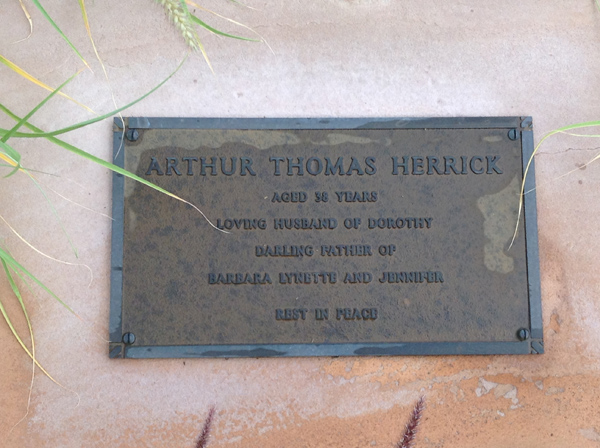 ARTHUR THOMAS HERRICK
AGED 38 YEARS
LOVING HUSBAND OF DOROTHY
DARLING FATHER OF
BARBARA LYNETTE AND JENNIFER
REST IN PEACE